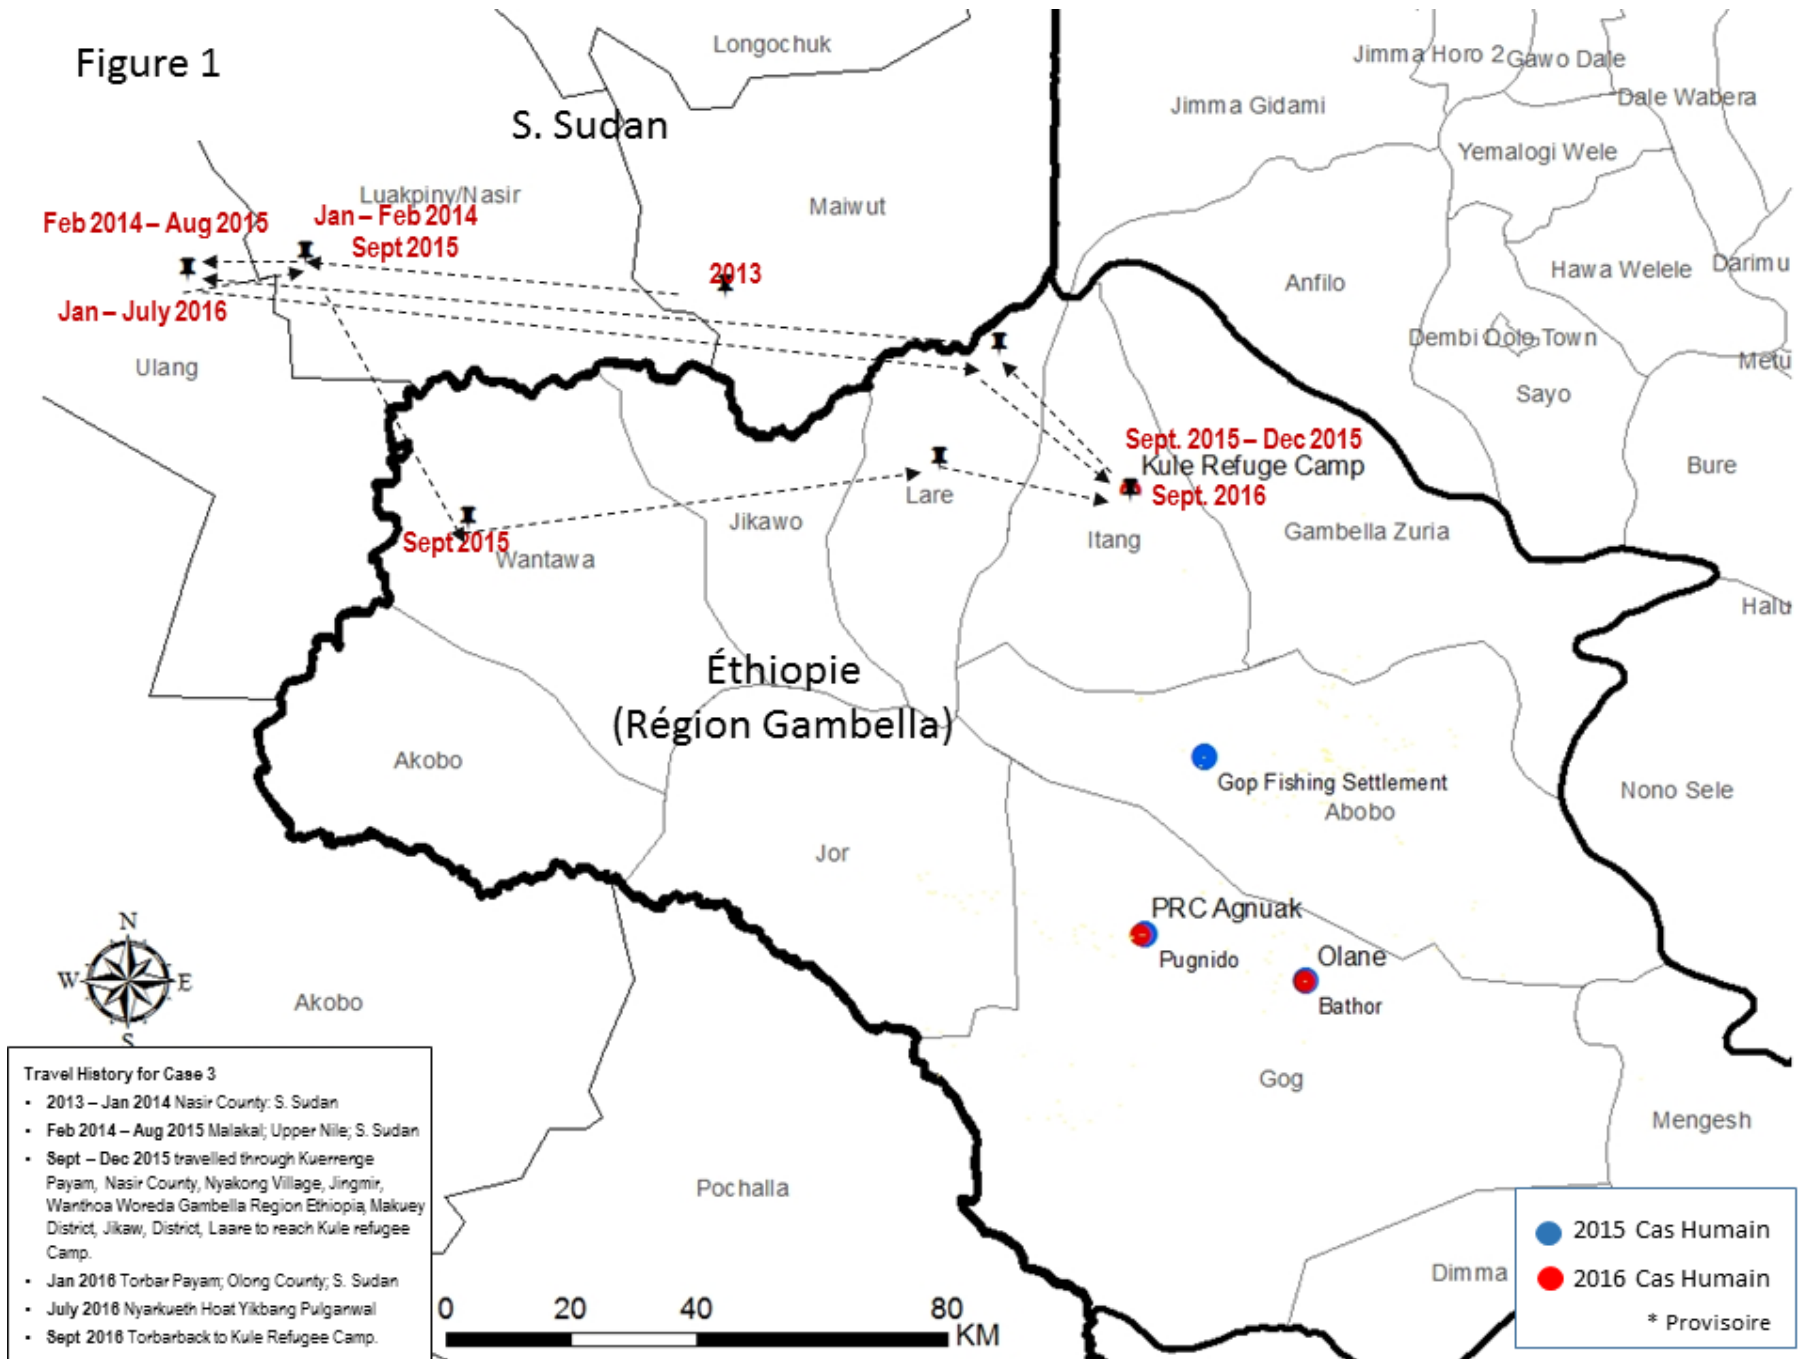 Figure 1
Longochuk
Jimma Horo 2
Gawo Dale
Jimma Gidami
Dale Wabera
S. Sudan
Yemalogi Wele
Luakpiny/Nasir
Maiwut
Feb 2014 – Aug 2015
Jan – Feb 2014
Sept 2015
2013
Anfilo
Hawa Welele
Darimu
Jan – July 2016
Ulang
Dembi Dolo Town
Metu
Sayo
Sept. 2015 – Dec 2015
Kule Refuge Camp
Sept. 2016
Bure
Lare
Jikawo
Itang
Gambella Zuria
Sept 2015
Wantawa
Halu
Éthiopie
(Région Gambella)
Akobo
Gop Fishing Settlement
Abobo
Nono Sele
Jor
PRC Agnuak
Pugnido
Olane
Bathor
N
W
E
S
Akobo
Gog
Mengesh
Pochalla
Dimma
Travel History for Case 3
▪ 2013 – Jan 2014 Nasir County: S. Sudan
▪ Feb 2014 – Aug 2015 Malakal; Upper Nile; S. Sudan
▪ Sept – Dec 2015 travelled through Kuerrenge
Payam, Nasir County, Nyakong Village, Jingmir,
Wanthoa Woreda Gambella Region Ethiopia, Makuey
District, Jikaw, District, Laare to reach Kule refugee
Camp.
▪ Jan 2016 Torbar Payam; Olong County; S. Sudan
▪ July 2016 Nyarkueth Hoat Yikbang Pulganwal
▪ Sept 2016 Torbarback to Kule Refugee Camp.
0 20 40 80
KM
2015 Cas Humain
2016 Cas Humain
* Provisoire